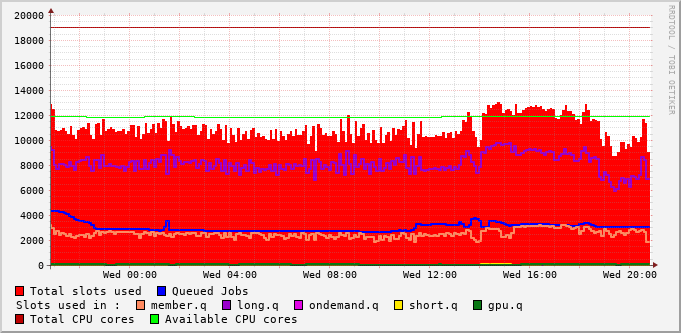 20000
18000
16000
14000
12000
10000
8000
6000
4000
2000
0
Wed 00:00 Wed 04:00 Wed 08:00 Wed 12:00 Wed 16:00 Wed 20:00
Total slots used Queued Jobs
Slots used in : member.q long.q ondemand.q short.q gpu.q
Total CPU cores Available CPU cores
RRDTOOL / TOBI OETIKER